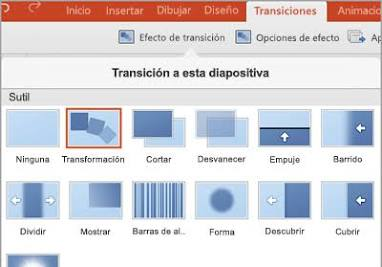 Inicio Insertar Dibujar Diseño Transiciones Animacio
Efecto de transición Opciones de efecto Ap
Transición a esta diapositiva
Sutil
Ninguna Transformación Cortar Desvanecer Empuje Barrido
Dividir Mostrar Barras de al.. Forma Descubrir Cubrir